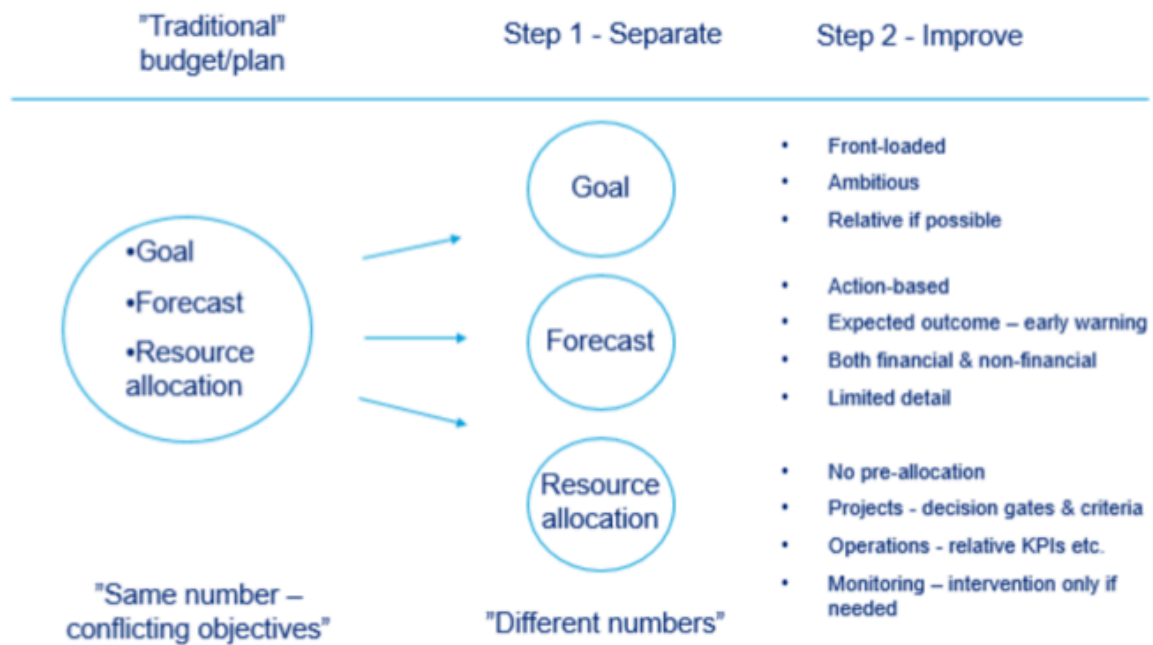 ”Traditional”
budget/plan
Step 1 - Separate
Step 2 - Improve
•Goal
•Forecast
•Resource
allocation
”Same number –
conflicting objectives”
Goal
Forecast
Resource
allocation
”Different numbers”
• Front-loaded
• Ambitious
• Relative if possible
• Action-based
• Expected outcome – early warning
• Both financial & non-financial
• Limited detail
• No pre-allocation
• Projects - decision gates & criteria
• Operations - relative KPIs etc.
• Monitoring – intervention only if
needed